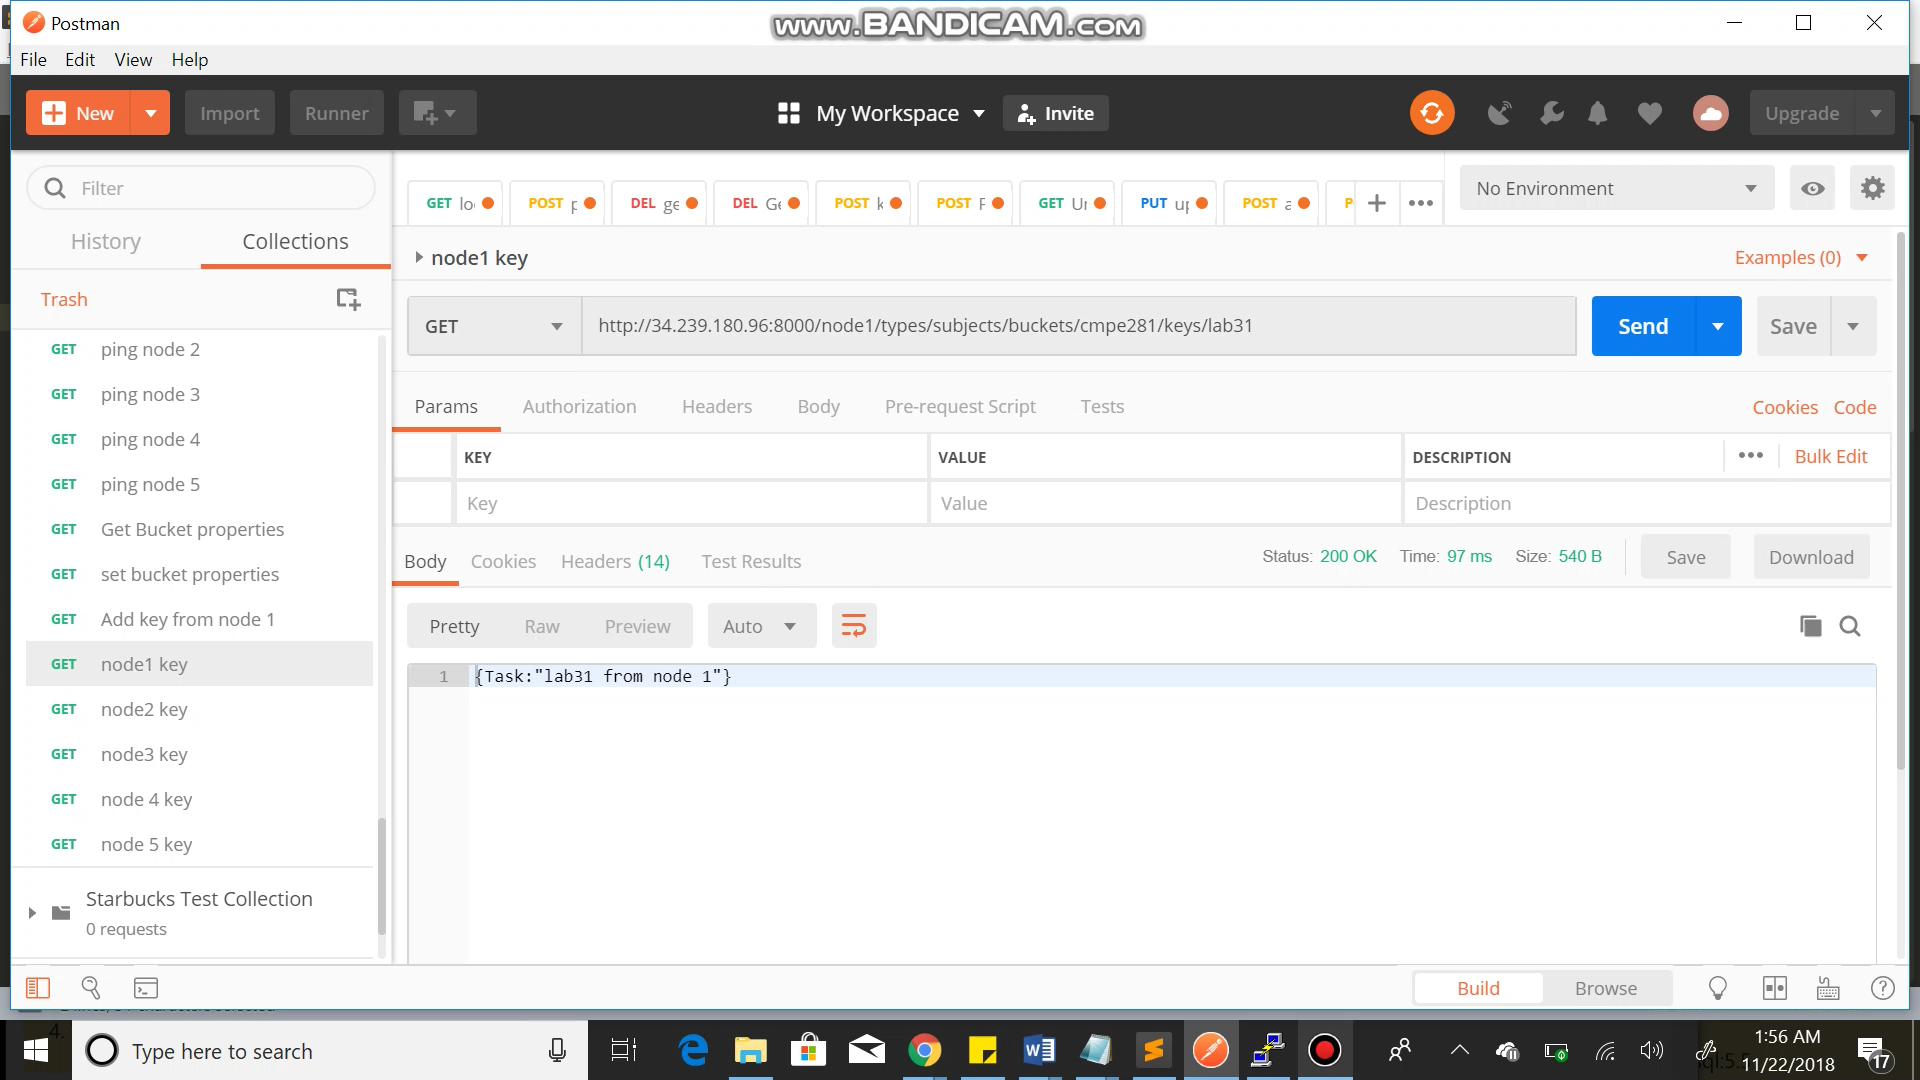 Postman
www.BANDICAM.com
File Edit View Help
New Import Runner My Workspace Invite Upgrade
Filter
GET POST DEL DEL POST POST GET PUT POST
No Environment
History Collections
node1 key
Examples (0)
Trash
GET http://34.239.180.96:8000/node1/types/subjects/buckets/cmpe281/keys/lab31 Send Save
GET ping node 2
GET ping node 3
GET ping node 4
GET ping node 5
GET Get Bucket properties
GET set bucket properties
GET Add key from node 1
GET node1 key
GET node2 key
GET node3 key
GET node 4 key
GET node 5 key
Starbucks Test Collection
0 requests
Params Authorization Headers Body Pre-request Script Tests Cookies Code
KEY VALUE DESCRIPTION Bulk Edit
Key Value Description
Body Cookies Headers (14) Test Results Status: 200 OK Time: 97 ms Size: 540 B Save Download
Pretty Raw Preview Auto
1 {Task:"lab31 from node 1"}
Build Browse
Type here to search
1:56 AM
11/22/2018
17